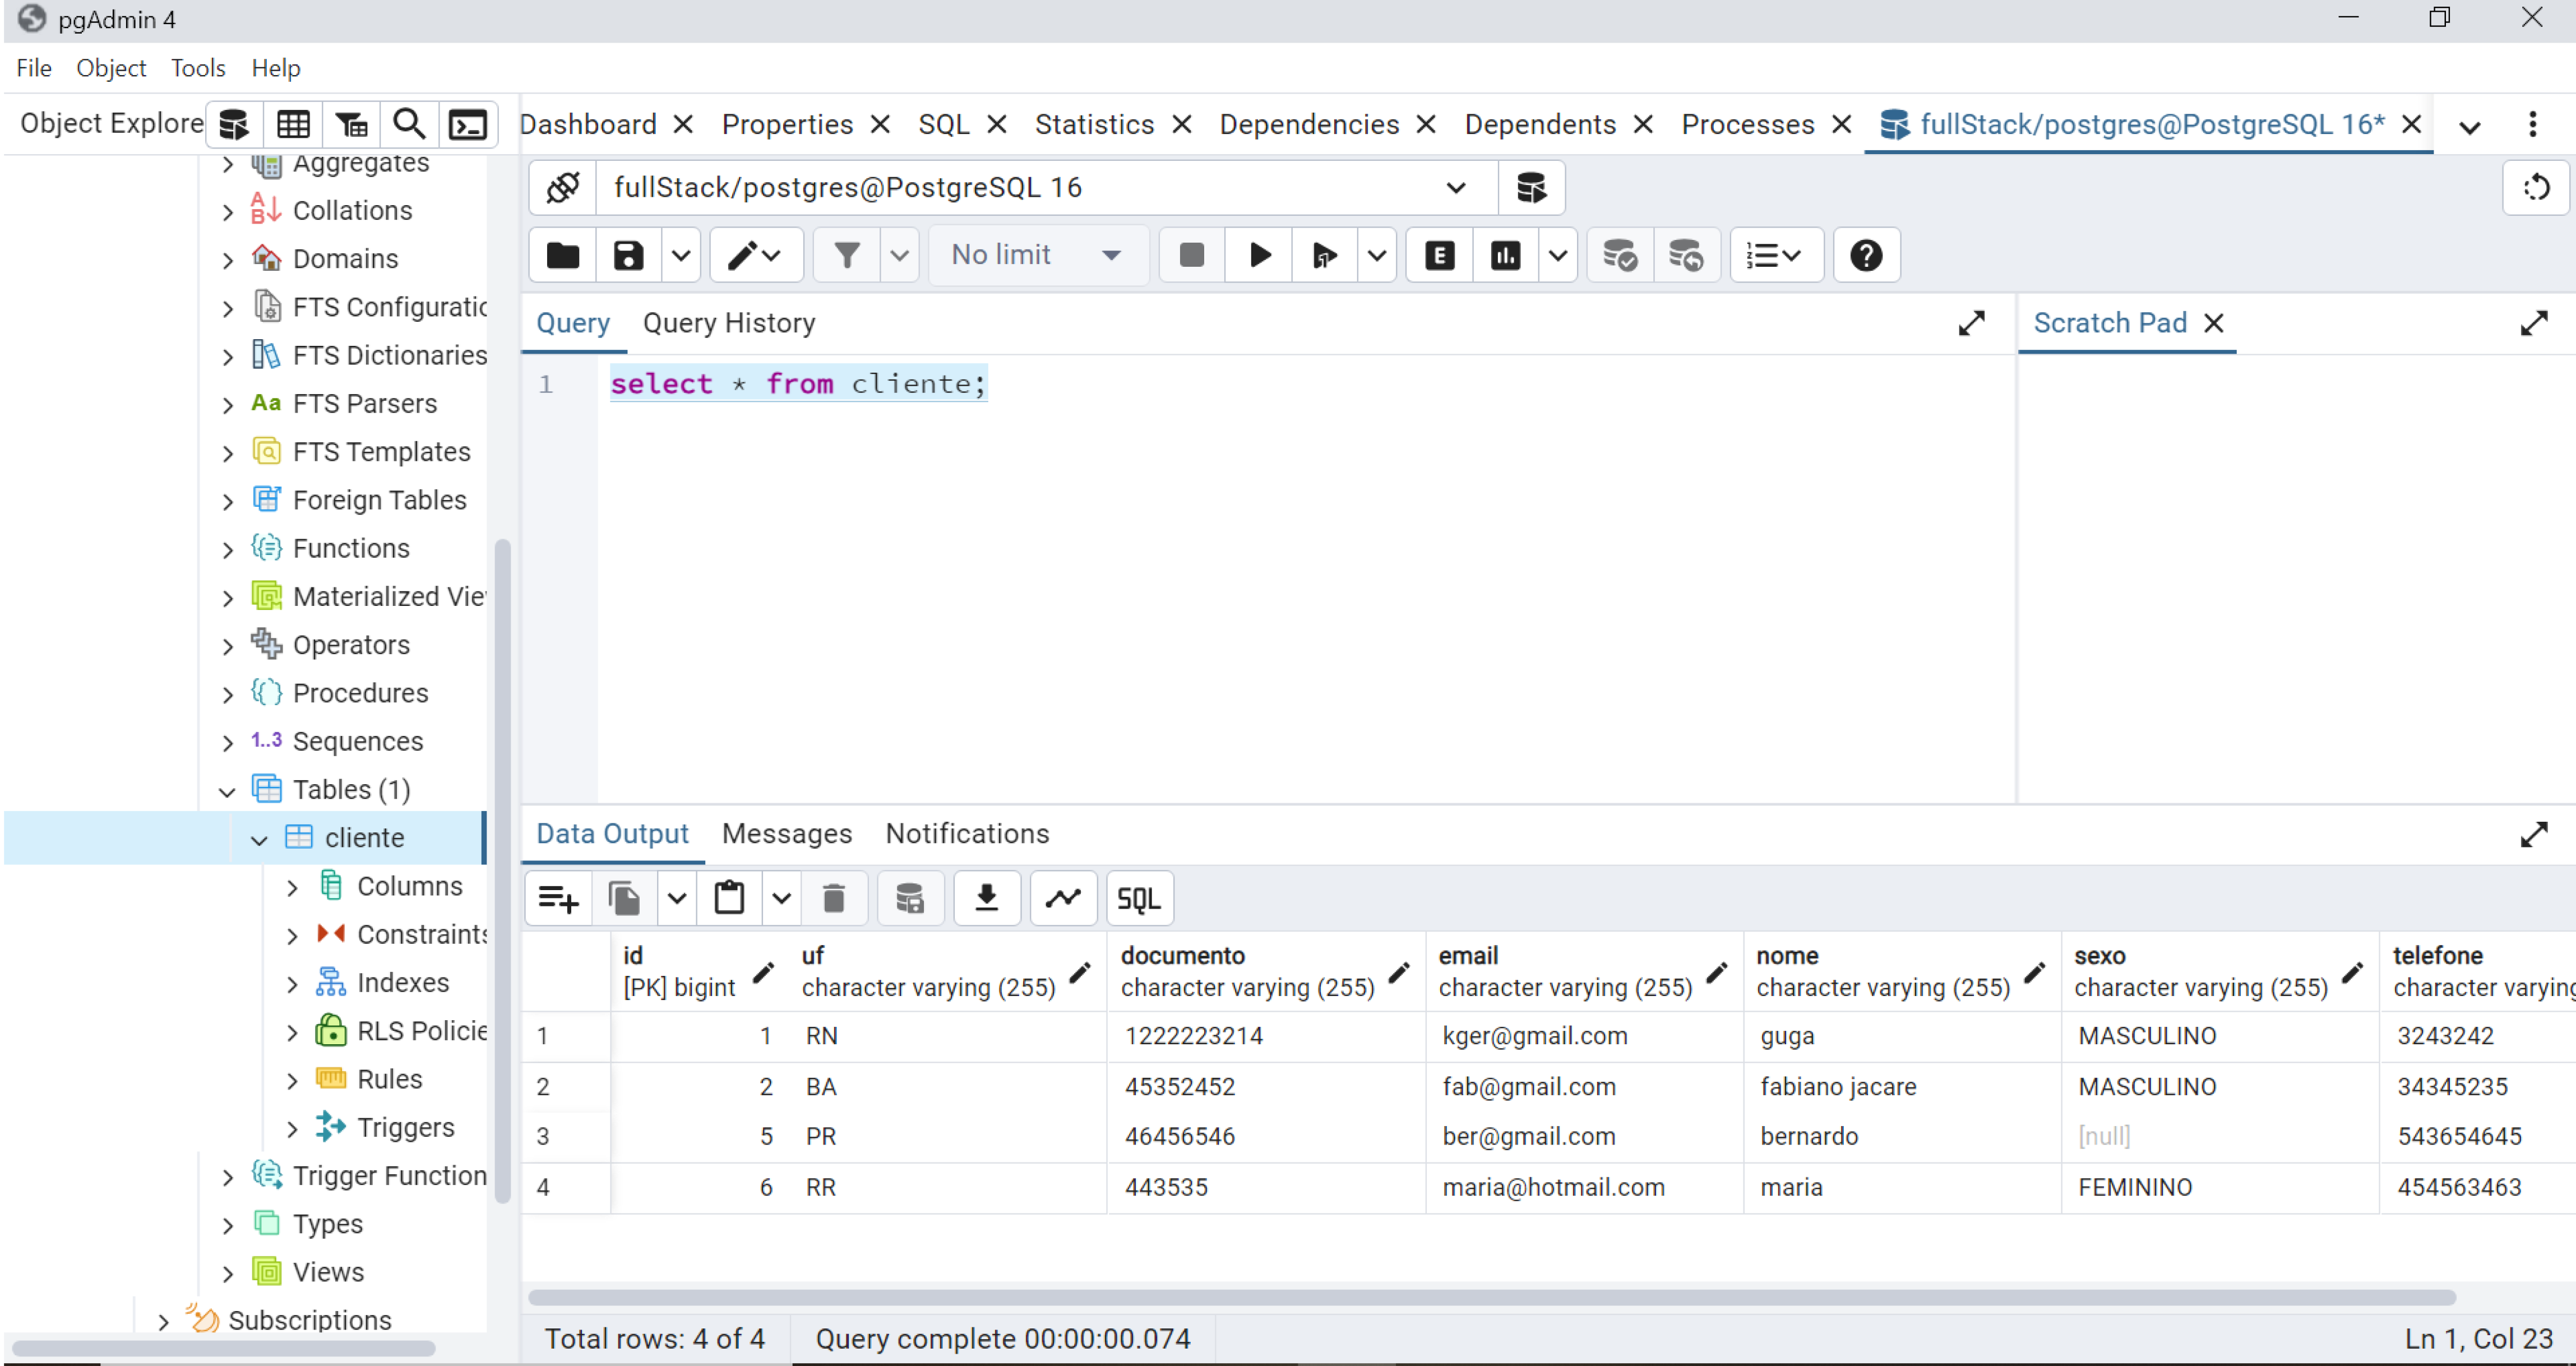 pgAdmin 4
File Object Tools Help
Object Explore
Dashboard Properties SQL Statistics Dependencies Dependents Processes fullStack/postgres@PostgreSQL 16*
Aggregates
Collations
Domains
FTS Configuratio
FTS Dictionaries
Aa FTS Parsers
FTS Templates
Foreign Tables
Functions
Materialized Vie
Operators
Procedures
1..3 Sequences
Tables (1)
cliente
Columns
Constraints
Indexes
RLS Policie
Rules
Triggers
Trigger Function
Types
Views
Subscriptions
fullStack/postgres@PostgreSQL 16
No limit
E
Query Query History
Scratch Pad
1 select * from cliente;
Data Output Messages Notifications
SQL
id uf documento email nome sexo telefone
[PK] bigint character varying (255) character varying (255) character varying (255) character varying (255) character varying (255) character varying
1 1 RN 1222223214 kger@gmail.com guga MASCULINO 3243242
2 2 BA 45352452 fab@gmail.com fabiano jacare MASCULINO 34345235
3 5 PR 46456546 ber@gmail.com bernardo [null] 543654645
4 6 RR 443535 maria@hotmail.com maria FEMININO 454563463
Total rows: 4 of 4 Query complete 00:00:00.074 Ln 1, Col 23